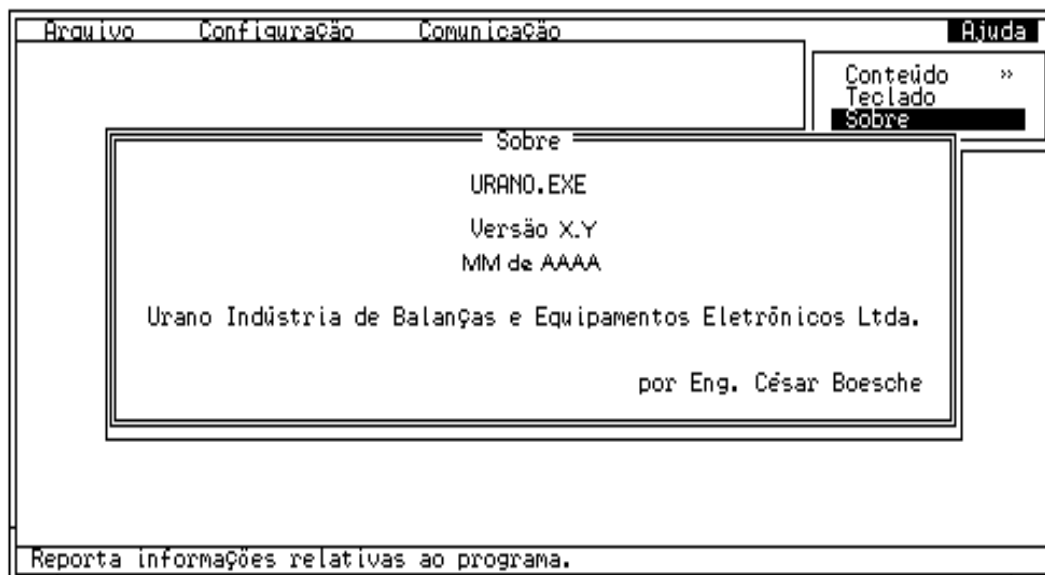 Arquivo Configuração Comunicação Ajuda
Conteúdo »
Teclado
Sobre
Sobre
URANO.EXE
Versão X.Y
MM de AAAA
Urano Indústria de Balanças e Equipamentos Eletrônicos Ltda.
por Eng. César Boesche
Reporta informações relativas ao programa.